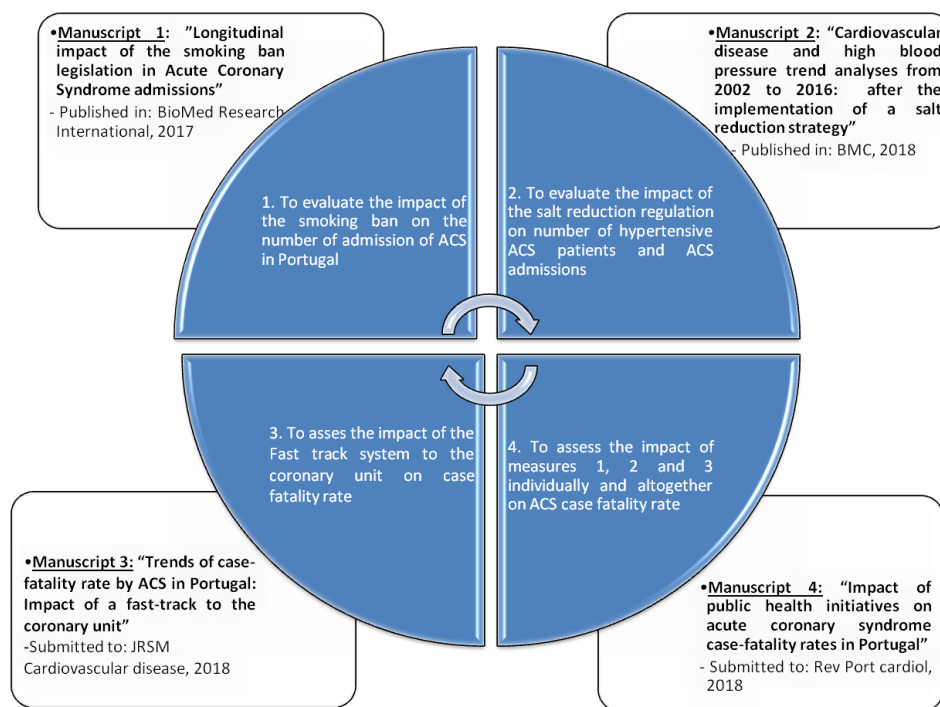 •Manuscript 1: "Longitudinal
impact of the smoking ban
legislation in Acute Coronary
Syndrome admissions”
- Published in: BioMed Research
International, 2017
•Manuscript 2: “Cardiovascular
disease and high blood
pressure trend analyses from
2002 to 2016: after the
implementation of a salt
reduction strategy”
- Published in: BMC, 2018
1. To evaluate the impact of
the smoking ban on the
number of admission of ACS
in Portugal
2. To evaluate the impact of
the salt reduction regulation
on number of hypertensive
ACS patients and ACS
admissions
3. To asses the impact of the
Fast track system to the
coronary unit on case
fatality rate
4. To assess the impact of
measures 1, 2 and 3
individually and altogether
on ACS case fatality rate
•Manuscript 3: “Trends of case-
fatality rate by ACS in Portugal:
Impact of a fast-track to the
coronary unit”
-Submitted to: JRSM
Cardiovascular disease, 2018
•Manuscript 4: “Impact of
public health initiatives on
acute coronary syndrome
case-fatality rates in Portugal”
- Submitted to: Rev Port cardiol,
2018